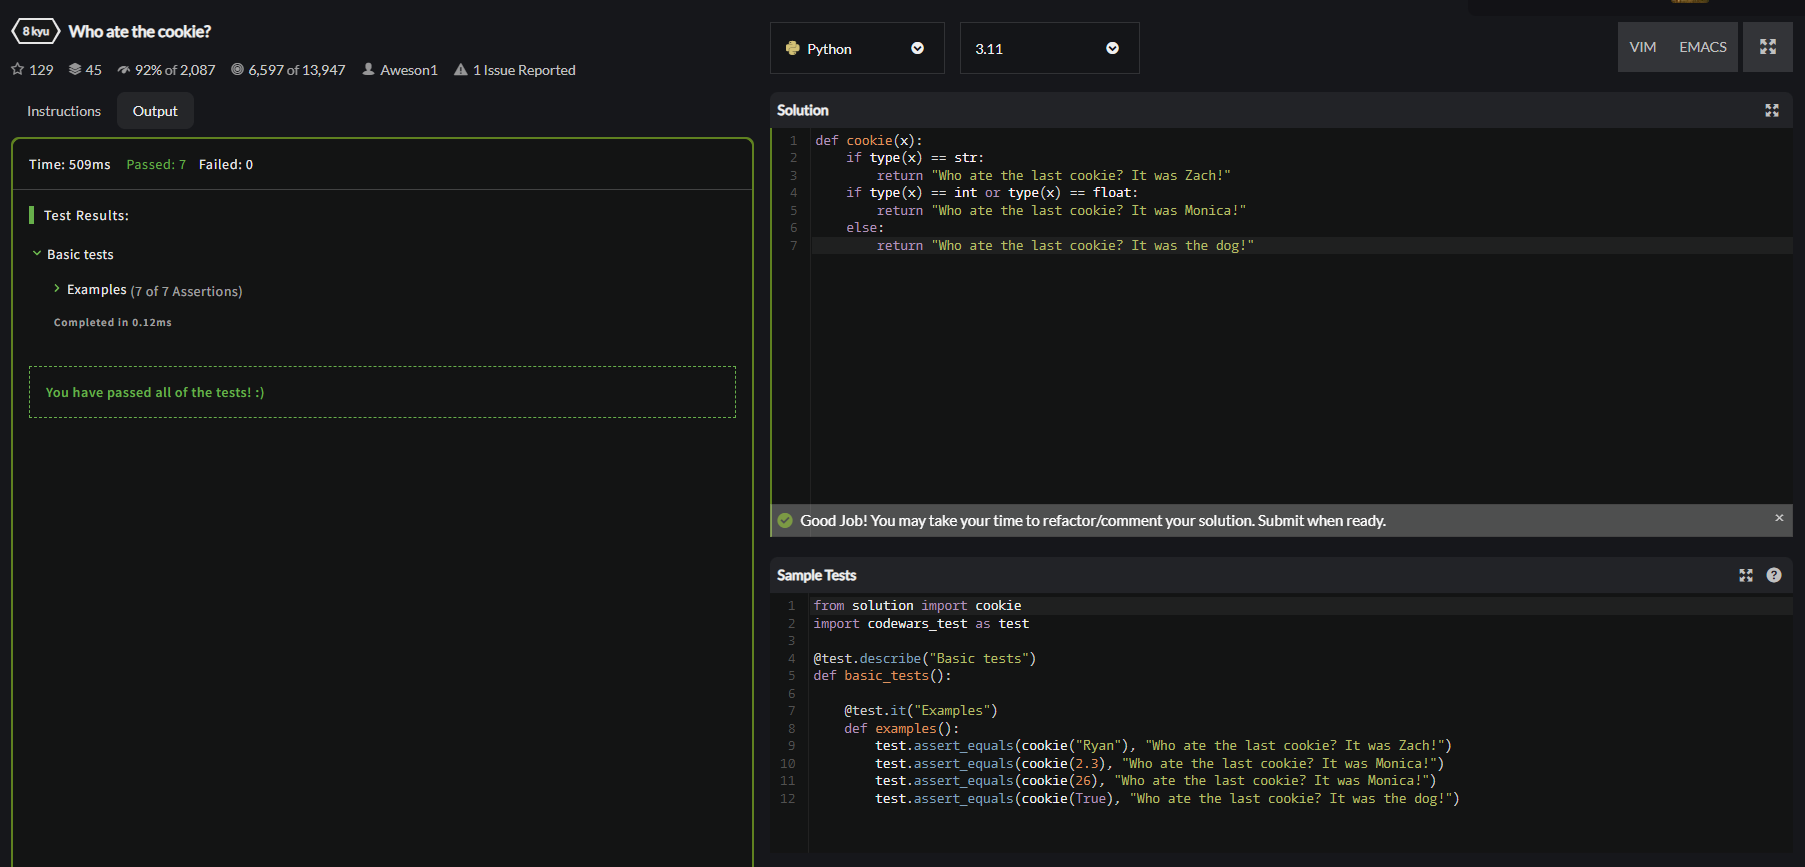 8 kyu Who ate the cookie?
129 45 92% of 2,087 6,597 of 13,947 Aweson1 1 Issue Reported
Instructions Output
Time: 509ms Passed: 7 Failed: 0
Test Results:
Basic tests
Examples (7 of 7 Assertions)
Completed in 0.12ms
You have passed all of the tests! :)
Python 3.11 VIM EMACS
Solution
1 def cookie(x):
2     if type(x) == str:
3         return "Who ate the last cookie? It was Zach!"
4     if type(x) == int or type(x) == float:
5         return "Who ate the last cookie? It was Monica!"
6     else:
7         return "Who ate the last cookie? It was the dog!"
Good Job! You may take your time to refactor/comment your solution. Submit when ready. ×
Sample Tests ?
1 from solution import cookie
2 import codewars_test as test
3
4 @test.describe("Basic tests")
5 def basic_tests():
6
7     @test.it("Examples")
8     def examples():
9         test.assert_equals(cookie("Ryan"), "Who ate the last cookie? It was Zach!")
10         test.assert_equals(cookie(2.3), "Who ate the last cookie? It was Monica!")
11         test.assert_equals(cookie(26), "Who ate the last cookie? It was Monica!")
12         test.assert_equals(cookie(True), "Who ate the last cookie? It was the dog!")